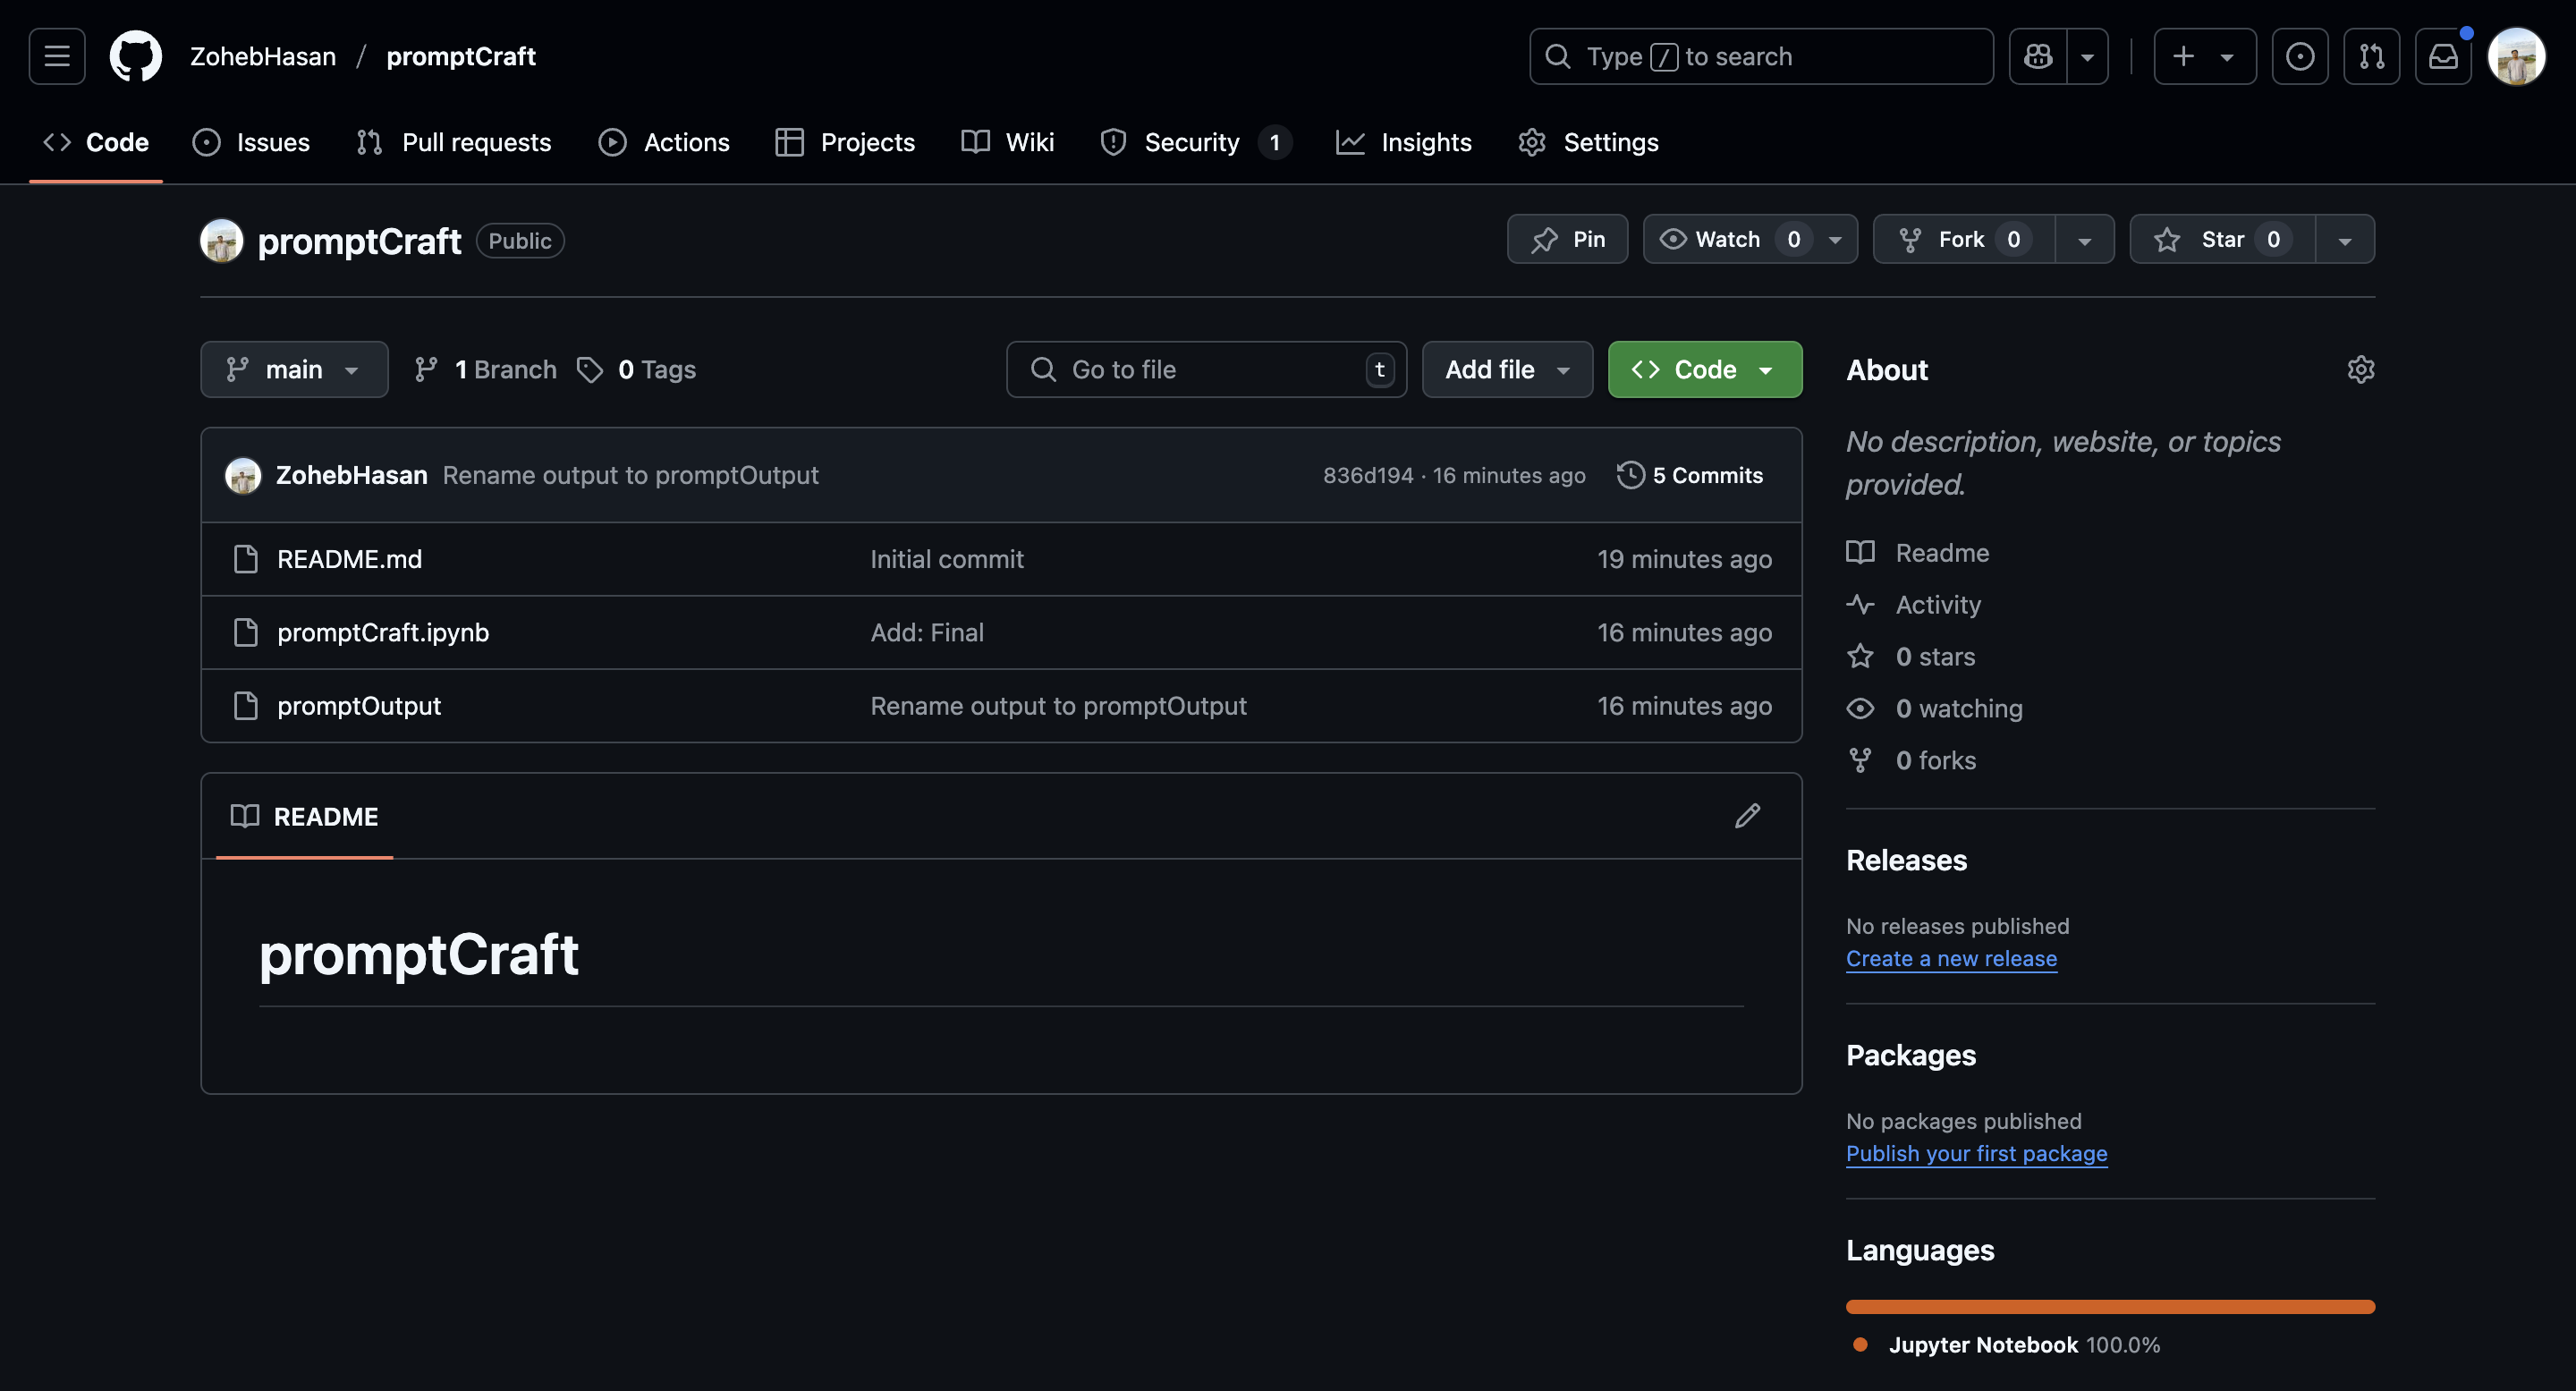 ZohebHasan / promptCraft
Type / to search
Code Issues Pull requests Actions Projects Wiki Security 1 Insights Settings
promptCraft Public
Pin Watch 0 Fork 0 Star 0
main 1 Branch 0 Tags
Go to file t Add file Code
ZohebHasan Rename output to promptOutput 836d194 · 16 minutes ago 5 Commits
README.md Initial commit 19 minutes ago
promptCraft.ipynb Add: Final 16 minutes ago
promptOutput Rename output to promptOutput 16 minutes ago
README
promptCraft
About
No description, website, or topics
provided.
Readme
Activity
0 stars
0 watching
0 forks
Releases
No releases published
Create a new release
Packages
No packages published
Publish your first package
Languages
Jupyter Notebook 100.0%